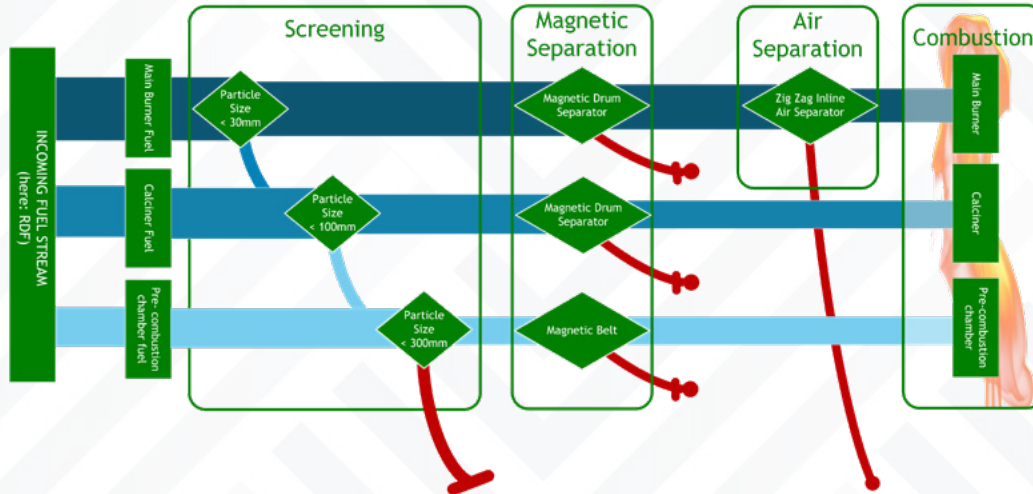 Screening
Magnetic
Separation
Air
Separation
Combustion
INCOMING FUEL STREAM
(here: RDF)
Main Burner Fuel
Particle
Size
< 30mm
Magnetic Drum
Separator
Zig Zag Inline
Air Separator
Main Burner
Calciner Fuel
Particle
Size
< 100mm
Magnetic Drum
Separator
Calciner
Pre- combustion
chamber fuel
Particle
Size
< 300mm
Magnetic Belt
Pre-combustion
chamber